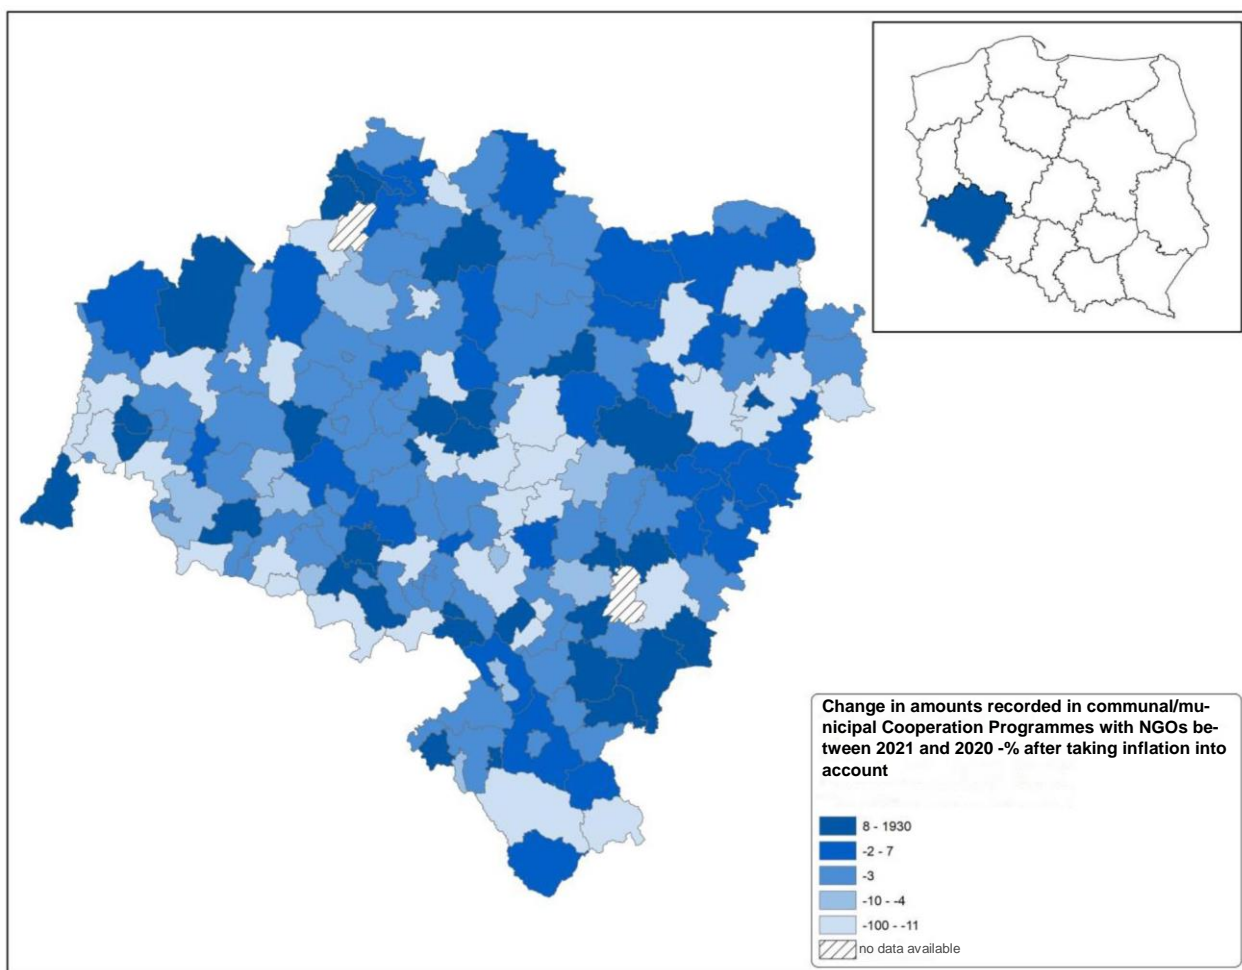 Change in amounts recorded in communal/mu-
nicipal Cooperation Programmes with NGOs be-
tween 2021 and 2020 -% after taking inflation into
account
8 - 1930
-2 - 7
-3
-10 - -4
-100 - -11
no data available